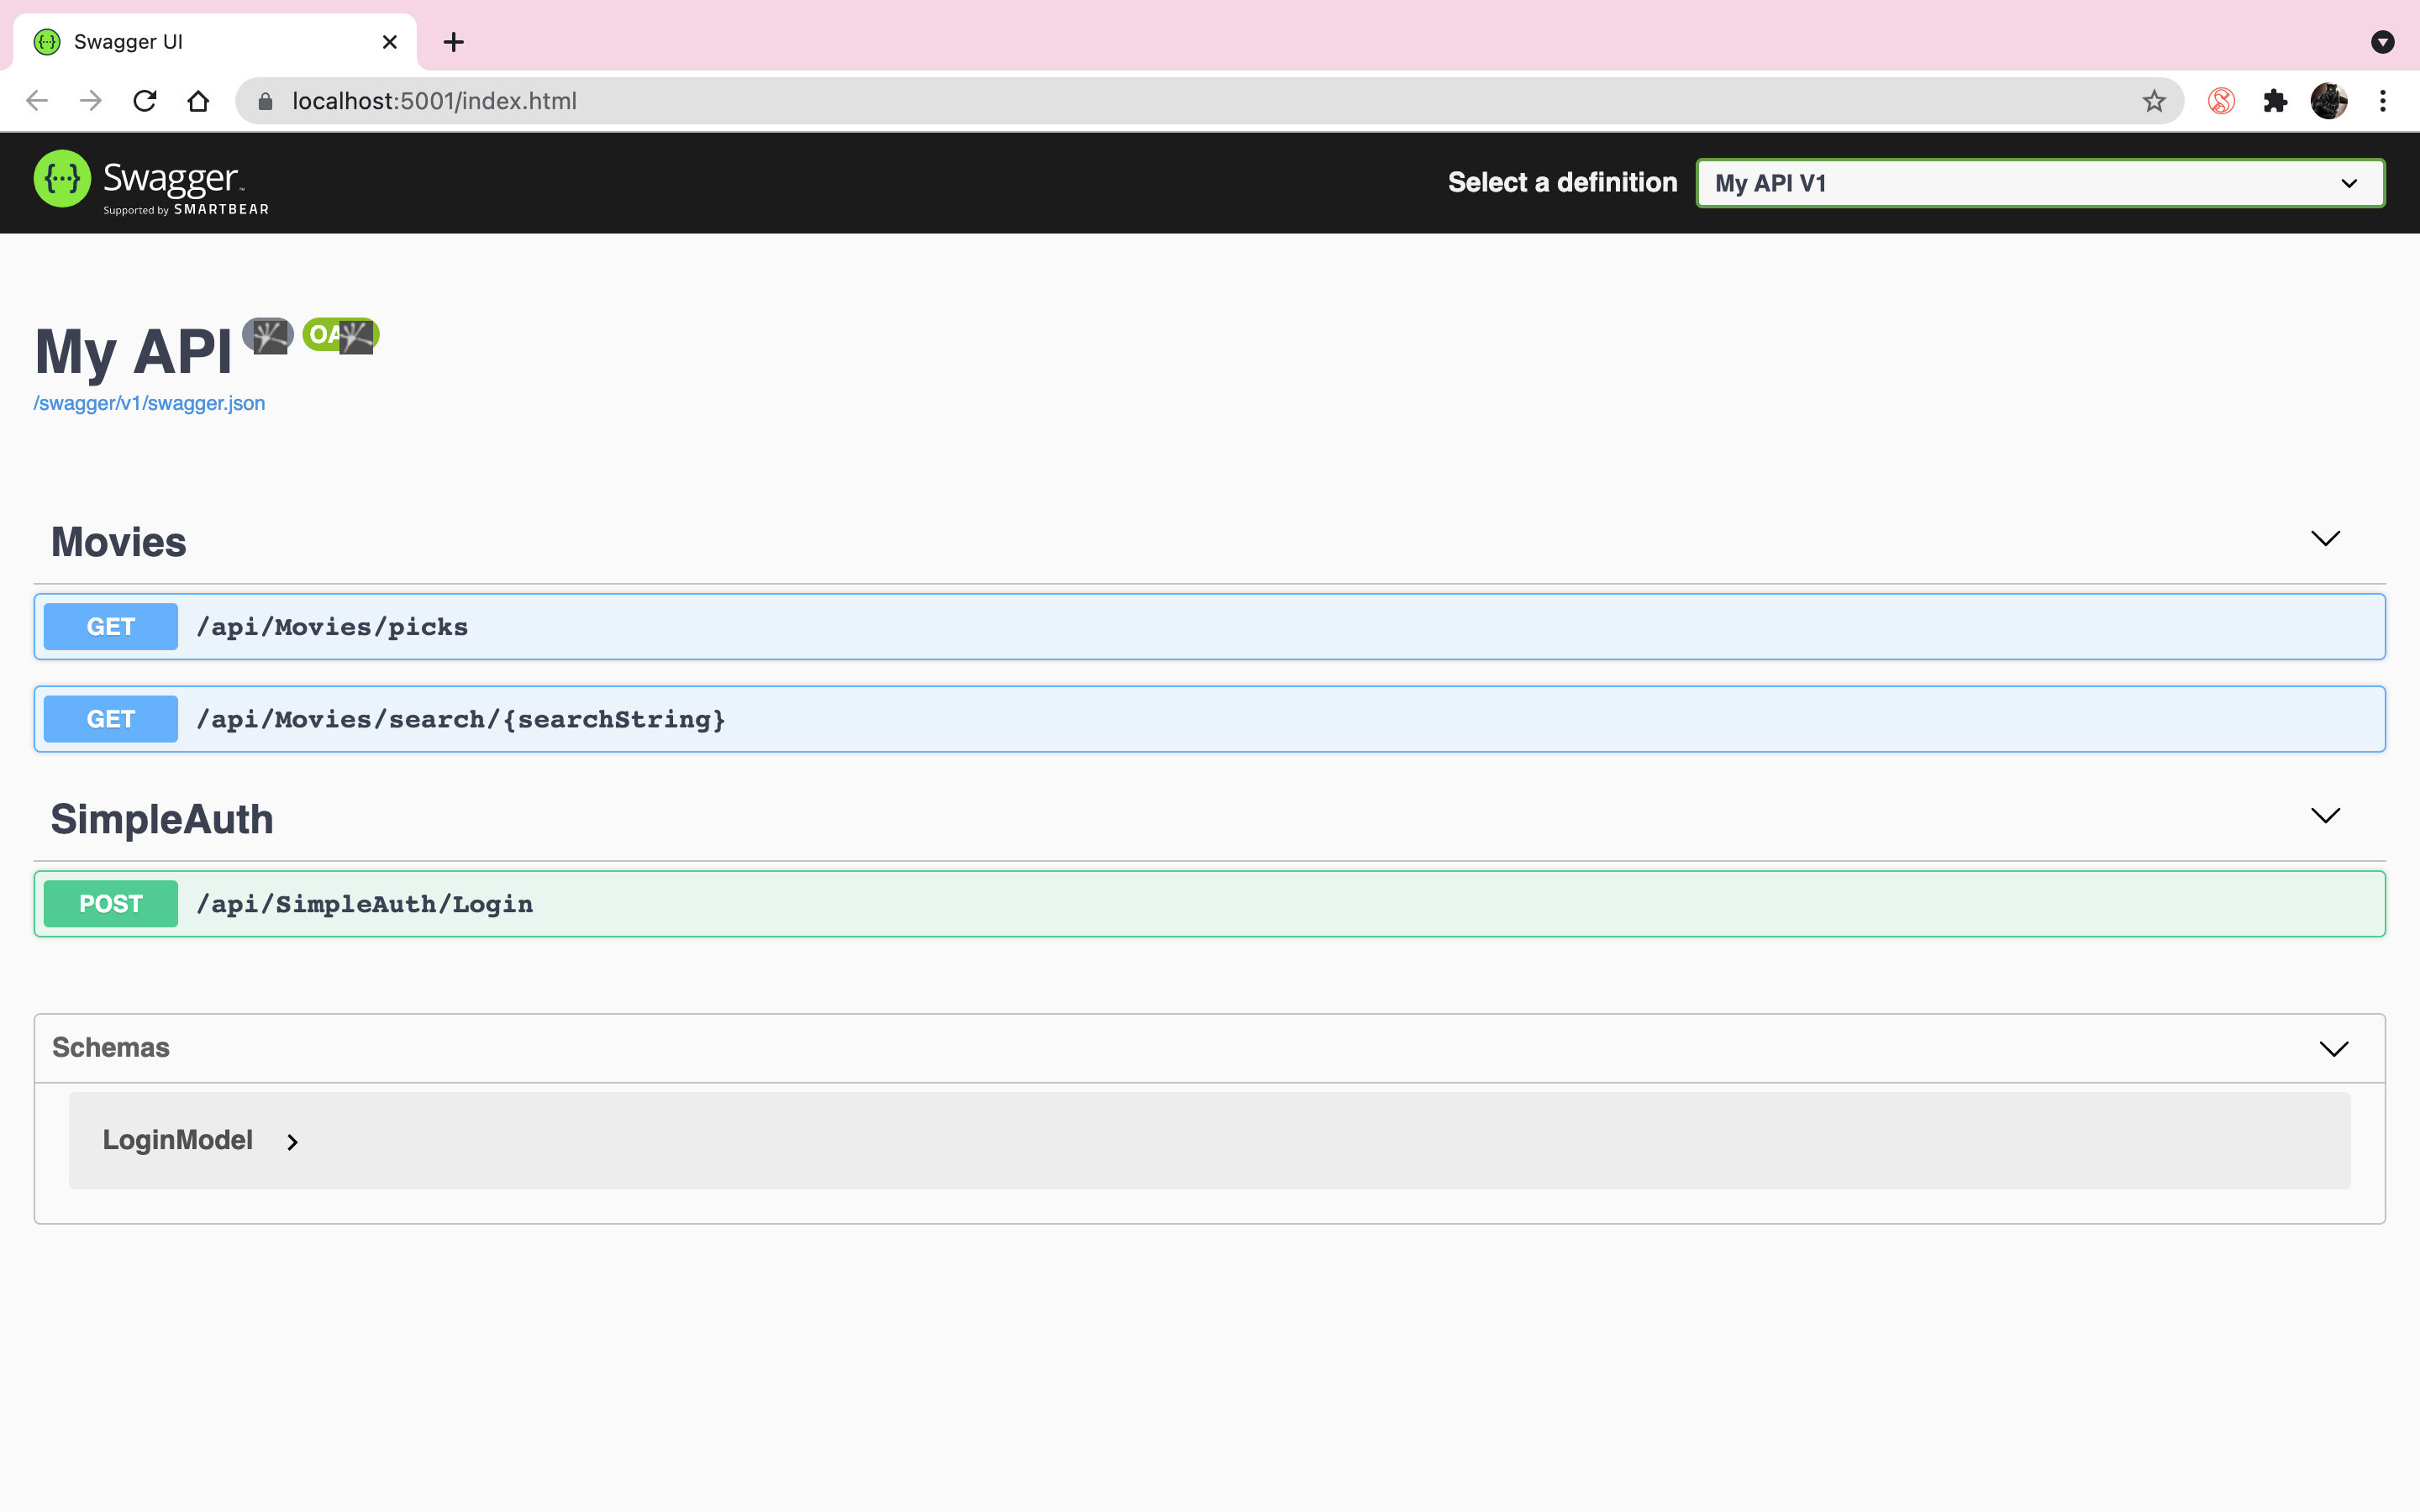 Swagger UI
localhost:5001/index.html
Swagger
Supported by SMARTBEAR
Select a definition
My API V1
My API
/swagger/v1/swagger.json
Movies
GET /api/Movies/picks
GET /api/Movies/search/{searchString}
SimpleAuth
POST /api/SimpleAuth/Login
Schemas
LoginModel